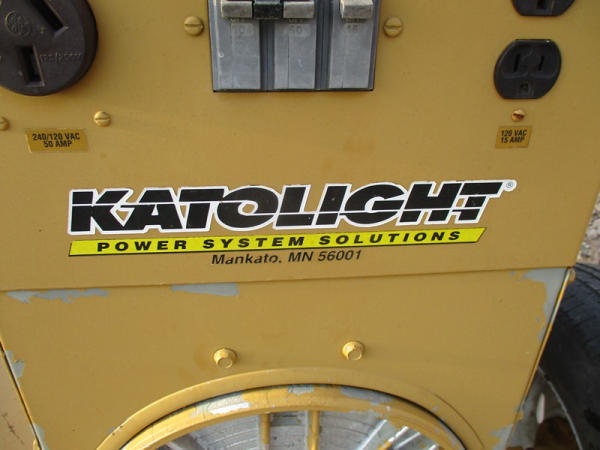 240/120 VAC
50 AMP
120 VAC
15 AMP
KATOLIGHT®
POWER SYSTEM SOLUTIONS
Mankato, MN 56001